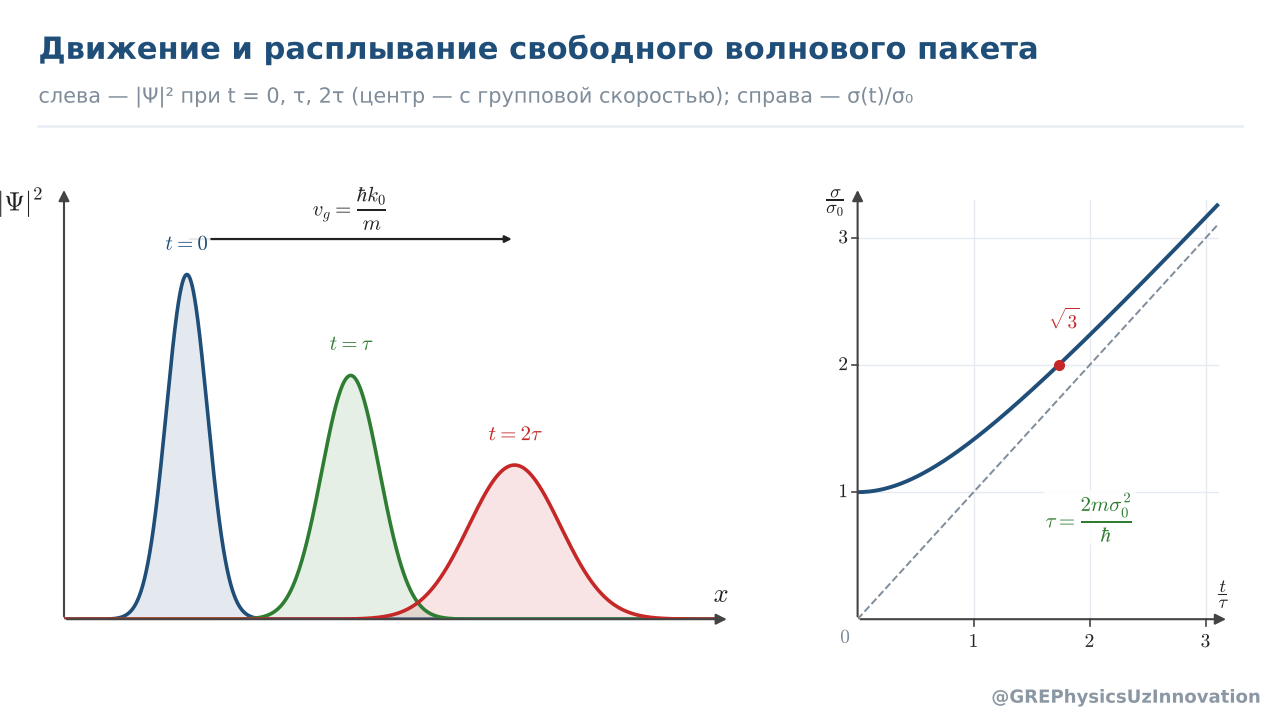 Движение и расплывание свободного волнового пакета
слева — |Ψ|² при t = 0, τ, 2τ (центр — с групповой скоростью); справа — σ(t)/σ₀
|Ψ|²
v_g = ħk₀/m
t = 0
t = τ
t = 2τ
x
σ/σ₀
3
2
1
0
√3
τ = 2mσ₀²/ħ
t/τ
1 2 3
@GREPhysicsUzInnovation